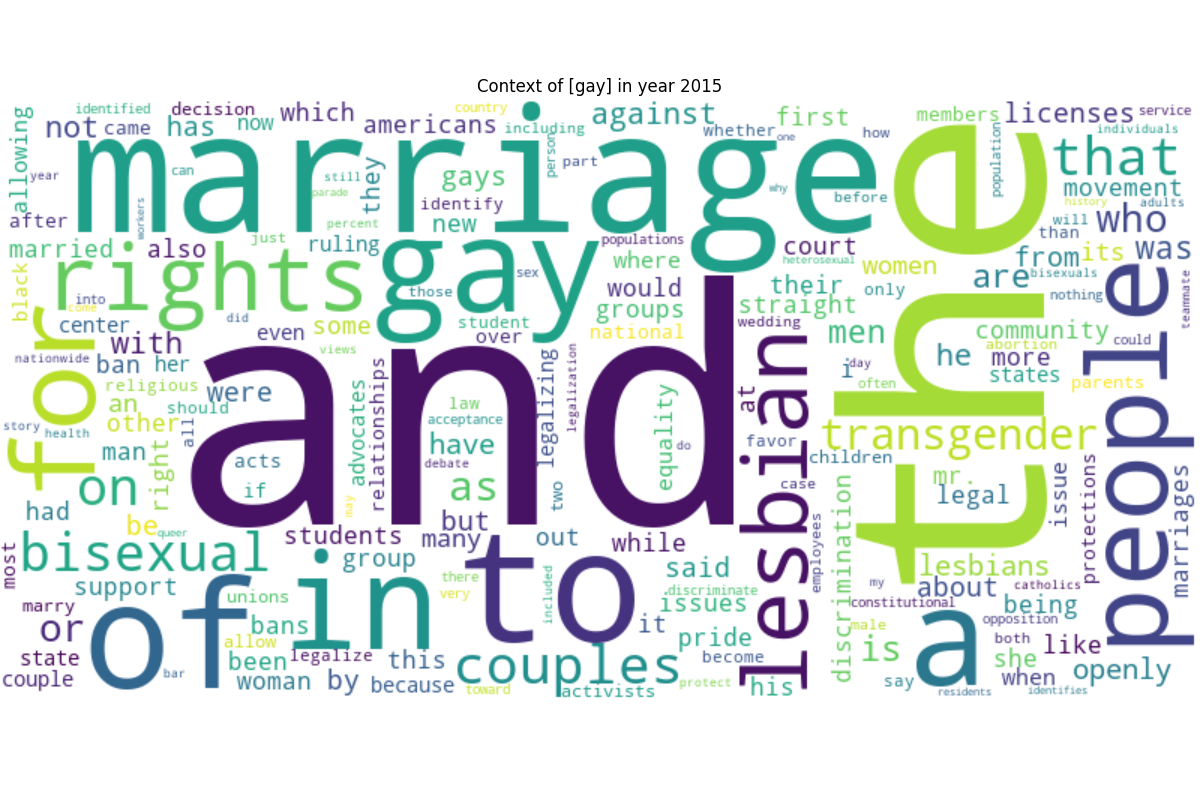 Context of [gay] in year 2015
identified decision which country against first members licenses service
allowing not came has now americans including whether one how individuals
marriage the that
year can still parade they gays person part why before population movement
workers percent identify new history adults
after married also just ruling populations court heterosexual women will than who
rights gay where from its was
black into those sex would their only are bisexuals
come did student groups straight nothing teammate
for center even some over national wedding men community could
nationwide with views he abortion more
ban her i day states people
religious relationships advocates law legalizing legalization equality at often parents
an were acceptance
story should and lesbian transgender
health other all have do favor
man acts debate children
right if as two case mr. legal issue protections marriages
on may
had be but
queer students many out while employees discrimination
most bisexual group to said my lesbians
support in there included discriminate about catholics
unions very issues constitutional being
marry of a opposition
or bans it male both
allow pride is like
state been legalize this couples become she
couple bar woman by because toward activists protect his say when openly
residents identifies